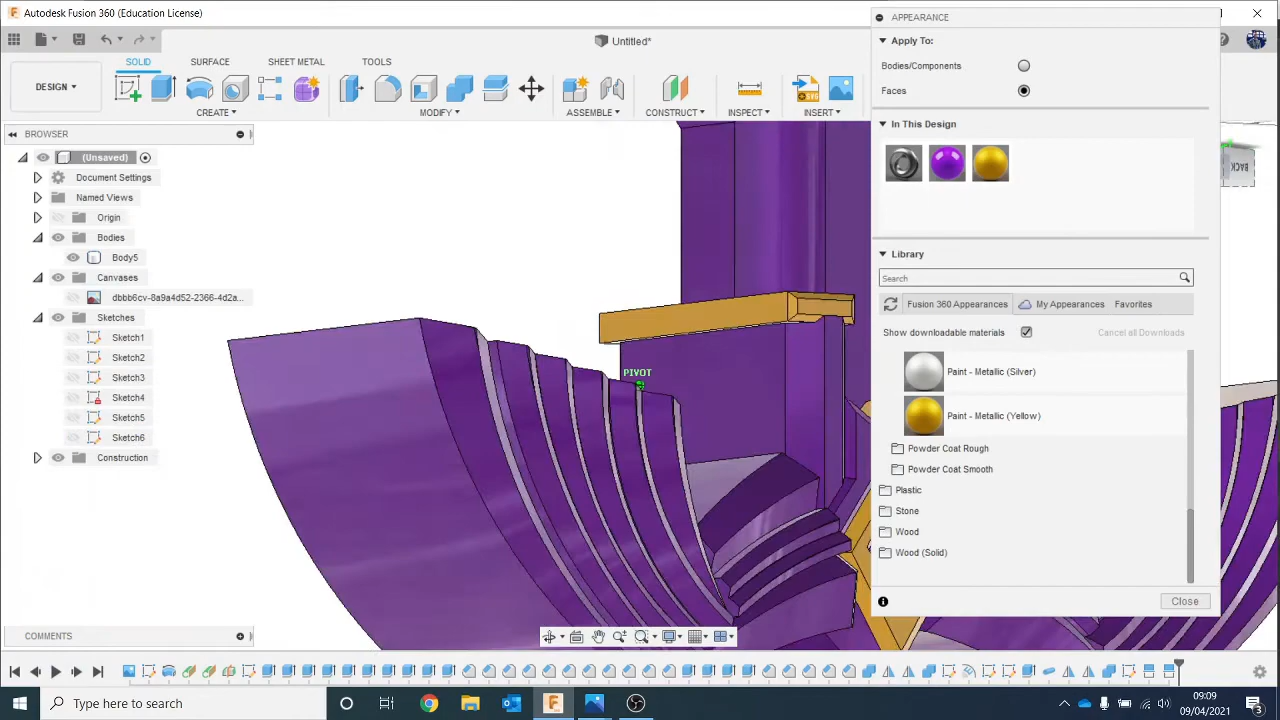 Autodesk Fusion 360 (Education License)
APPEARANCE
Untitled*
Apply To:
SOLID SURFACE SHEET METAL TOOLS
Bodies/Components
DESIGN
Faces
CREATE MODIFY ASSEMBLE CONSTRUCT INSPECT INSERT
SVG
BROWSER
In This Design
(Unsaved)
Document Settings
BACK
Named Views
Origin
Bodies
Body5
Library
Canvases
Search
dbbb6cv-8a9a4d52-2366-4d2a...
Fusion 360 Appearances My Appearances Favorites
Sketches
Sketch1
Show downloadable materials Cancel all Downloads
Sketch2
Sketch3
PIVOT
Paint - Metallic (Silver)
Sketch4
Sketch5
Paint - Metallic (Yellow)
Sketch6
Construction
Powder Coat Rough
Powder Coat Smooth
Plastic
Stone
Wood
Wood (Solid)
Close
COMMENTS
Type here to search
09:09
09/04/2021
3